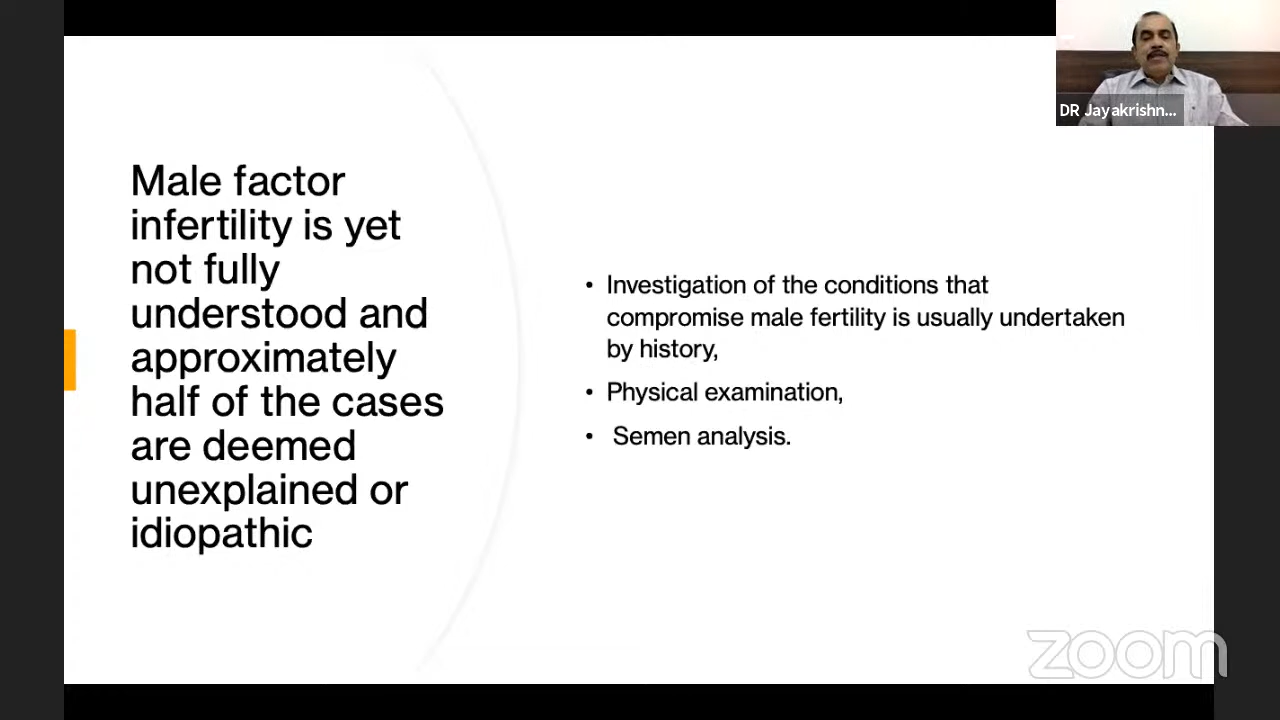 Male factor
infertility is yet
not fully
understood and
approximately
half of the cases
are deemed
unexplained or
idiopathic
• Investigation of the conditions that
compromise male fertility is usually undertaken
by history,
• Physical examination,
• Semen analysis.
DR Jayakrishn...
zoom